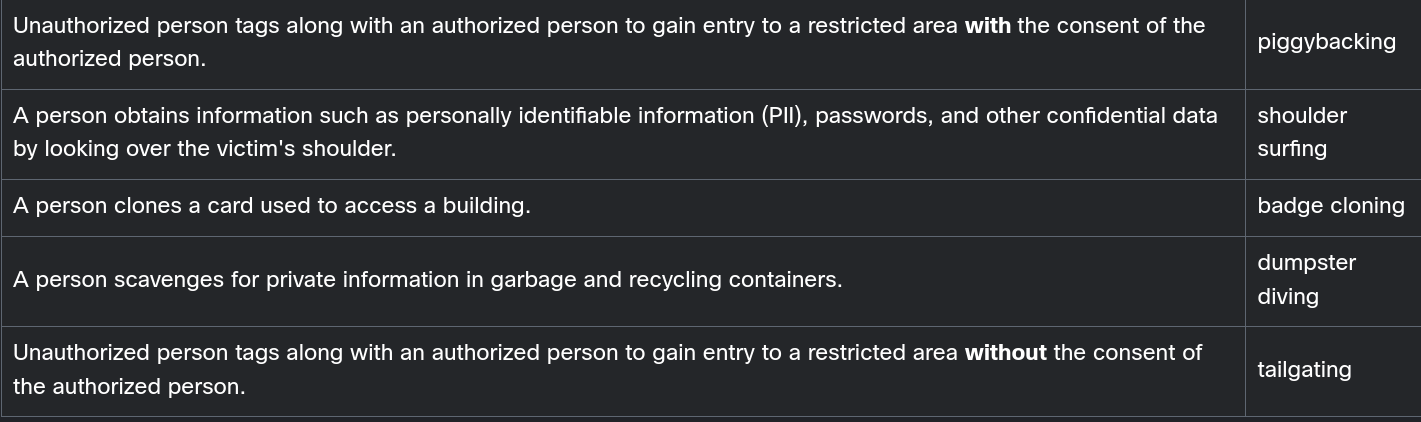 Unauthorized person tags along with an authorized person to gain entry to a restricted area with the consent of the
authorized person.
piggybacking
A person obtains information such as personally identifiable information (PII), passwords, and other confidential data
by looking over the victim's shoulder.
shoulder
surfing
A person clones a card used to access a building.
badge cloning
A person scavenges for private information in garbage and recycling containers.
dumpster
diving
Unauthorized person tags along with an authorized person to gain entry to a restricted area without the consent of
the authorized person.
tailgating